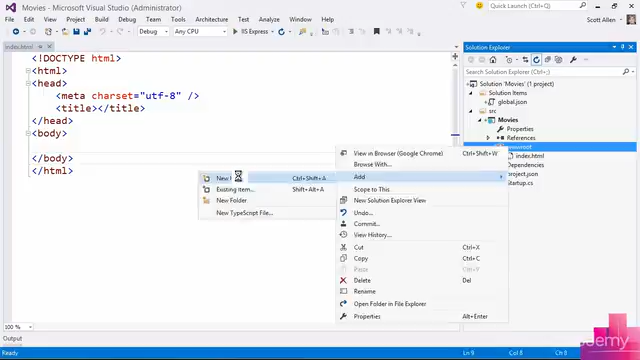 Movies - Microsoft Visual Studio (Administrator)
Quick Launch (Ctrl+Q)
FILE EDIT VIEW PROJECT BUILD DEBUG TEAM TOOLS ARCHITECTURE TEST ANALYZE WINDOW HELP
Scott Allen
Debug Any CPU IIS Express
index.html
<!DOCTYPE html>
<html>
<head>
<meta charset="utf-8" />
<title></title>
</head>
<body>
</body>
</html>
Solution Explorer
Search Solution Explorer (Ctrl+;)
Solution 'Movies' (1 project)
Solution Items
global.json
src
Movies
Properties
References
wwwroot
index.html
Dependencies
project.json
Startup.cs
View in Browser (Google Chrome) Ctrl+Shift+W
Browse With...
Add
Scope to This
New Solution Explorer View
Undo...
Commit...
View History...
Cut Ctrl+X
Copy Ctrl+C
Paste Ctrl+V
Delete Del
Rename
Open Folder in File Explorer
Properties Alt+Enter
New Ctrl+Shift+A
Existing Item... Shift+Alt+A
New Folder
New TypeScript File...
100 %
Output
Ln 9 Col 8 Ch 8